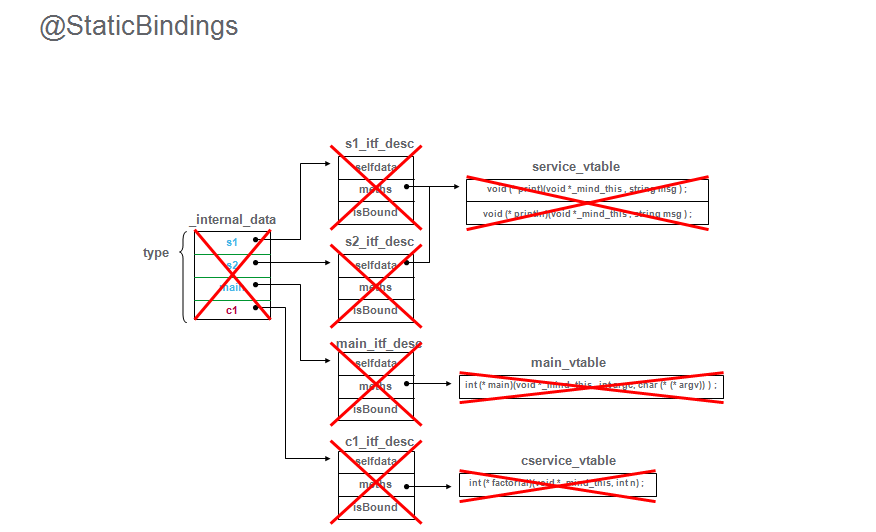 @StaticBindings
s1_itf_desc
selfdata
meths
isBound
service_vtable
void (* print)(void *_mind_this , string msg ) ;
void (* println)(void *_mind_this , string msg ) ;
_internal_data
type
s1
s2
main
c1
s2_itf_desc
selfdata
meths
isBound
main_itf_desc
selfdata
meths
isBound
main_vtable
int (* main)(void *_mind_this, int argc, char (* (* argv)) ) ;
c1_itf_desc
selfdata
meths
isBound
cservice_vtable
int (* factorial)(void *_mind_this, int n) ;